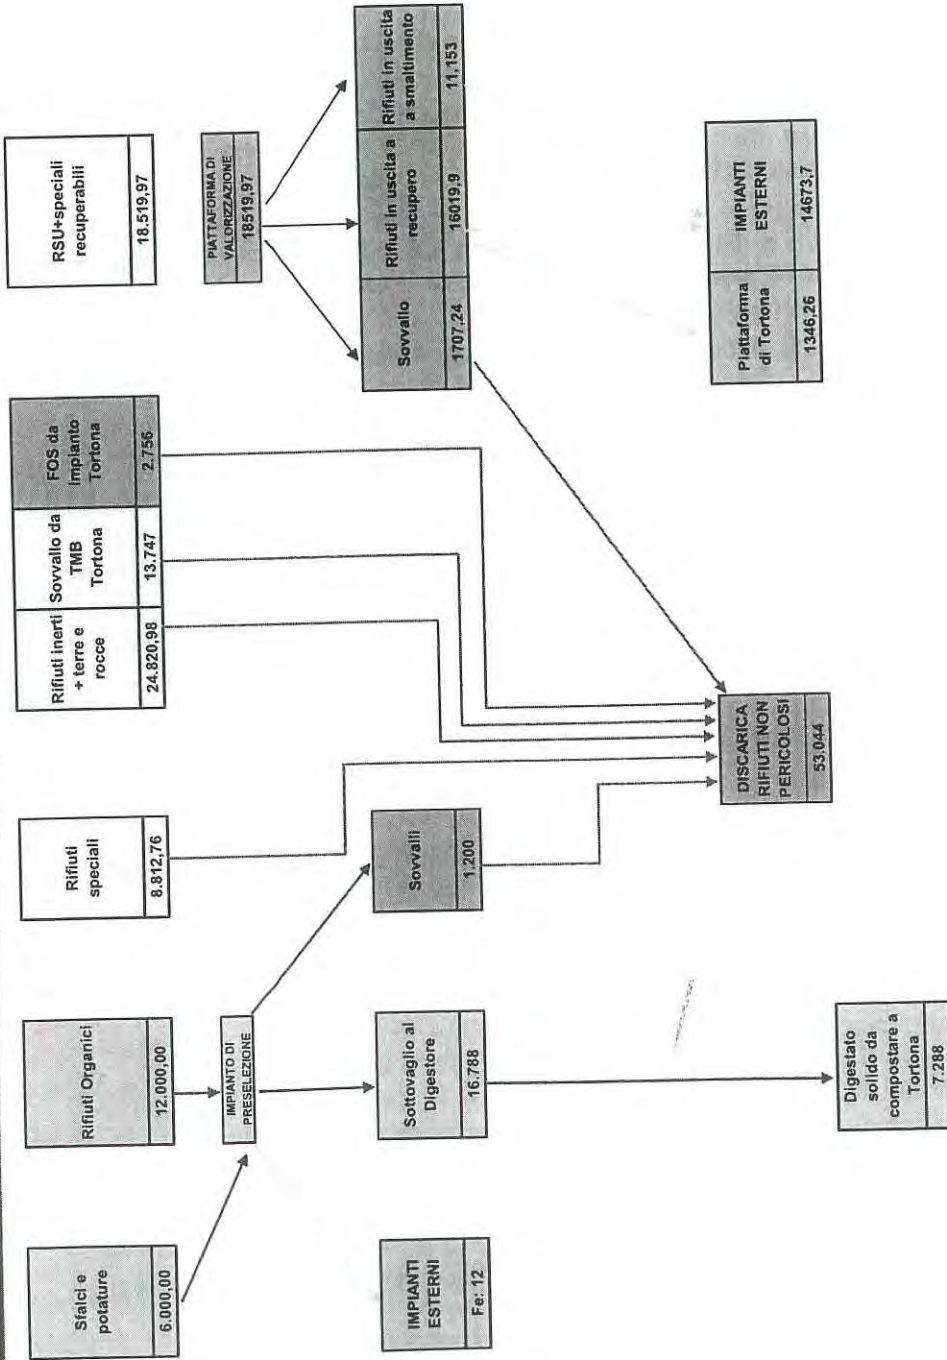 Sfalci e
potature
6.000,00
Rifiuti Organici
12.000,00
Rifiuti
speciali
8.812,76
Rifiuti inerti
+ terre e
rocce
24.820,98
Sovvallo da
TMB
Tortona
13.747
FOS da
Impianto
Tortona
2.756
RSU+speciali
recuperabili
18.519,97
IMPIANTO DI
PRESELEZIONE
PIATTAFORMA DI
VALORIZZAZIONE
18519,97
IMPIANTI
ESTERNI
Fe: 12
Sottovaglio al
Digestore
16.788
Sovvalli
1.200
Sovvallo
1707,24
Rifiuti in uscita a
recupero
16019,9
Rifiuti in uscita
a smaltimento
11,153
DISCARICA
RIFIUTI NON
PERICOLOSI
53.044
Piattaforma
di Tortona
1346,26
IMPIANTI
ESTERNI
14673,7
Digestato
solido da
compostare a
Tortona
7.288